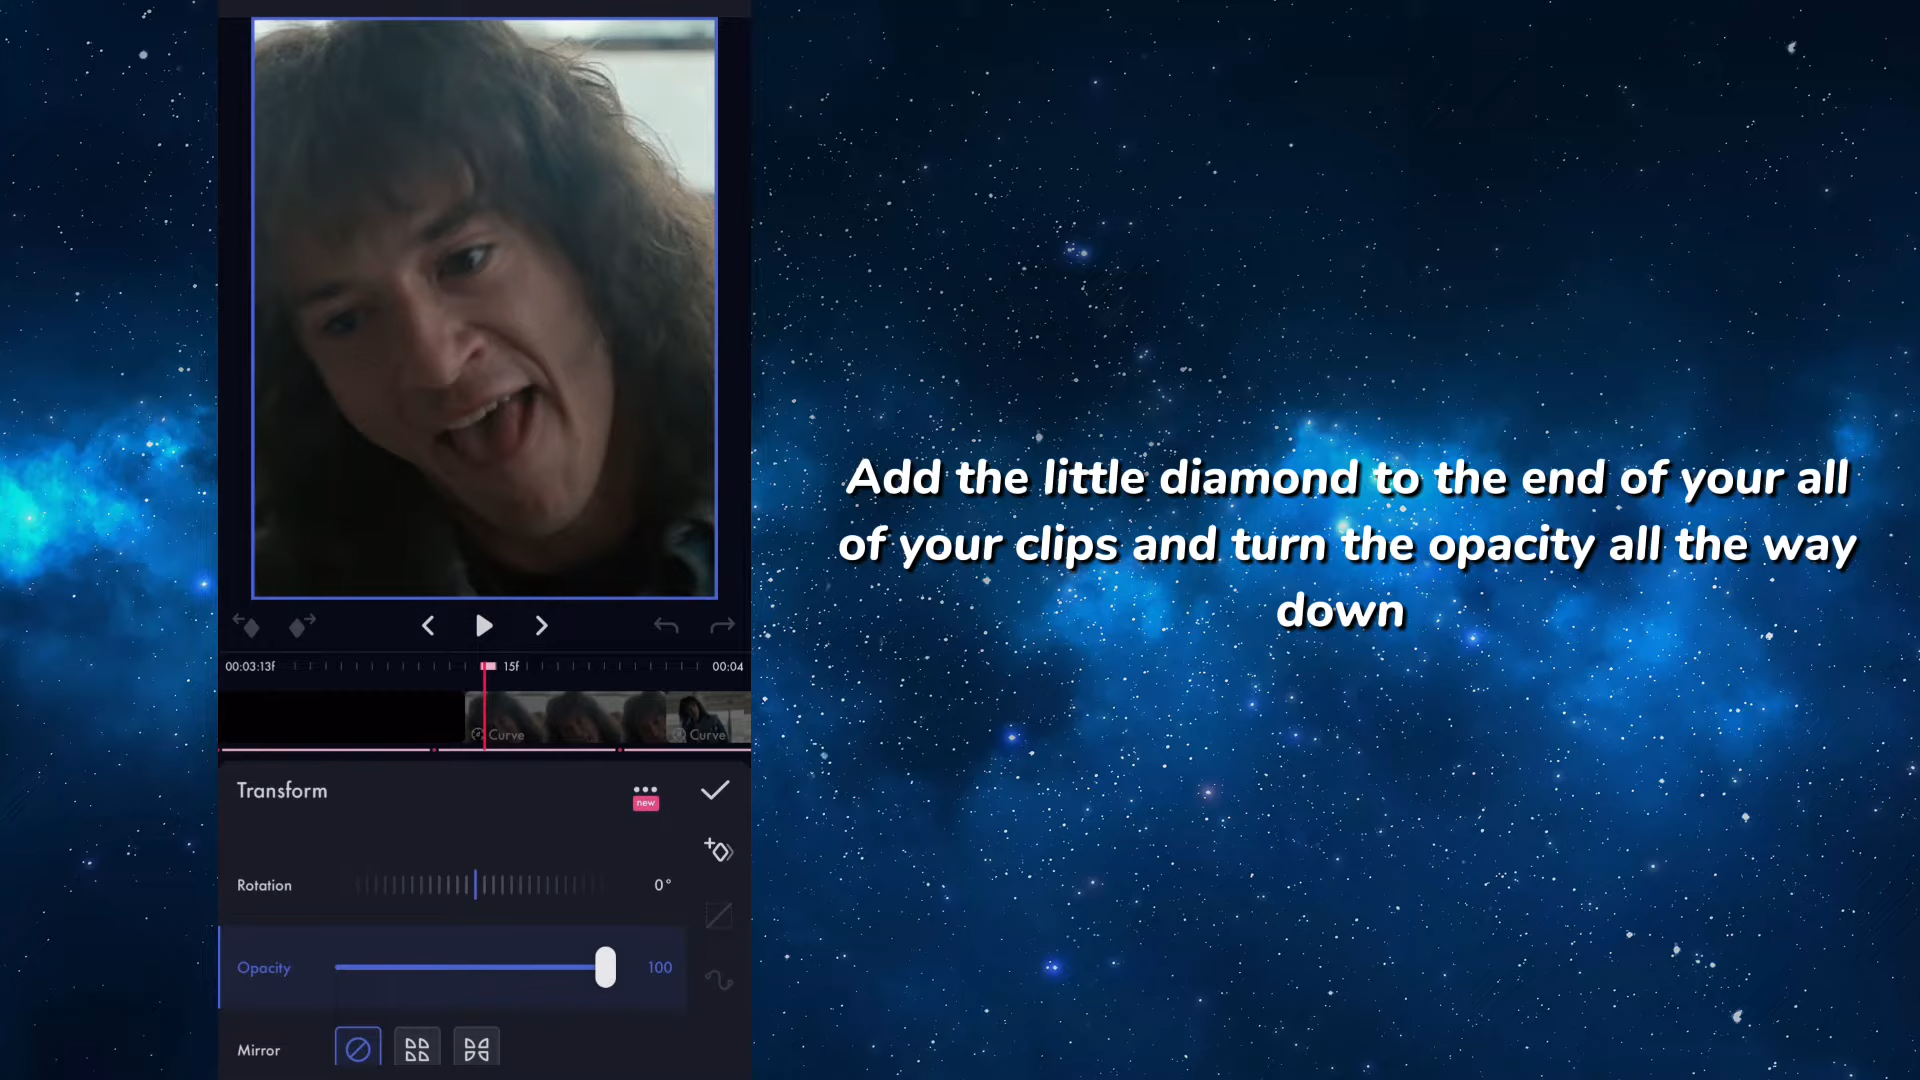 00:03:13f
15f
00:04
Curve
Curve
Transform
new
Rotation
0°
Opacity
100
Mirror
Add the little diamond to the end of your all
of your clips and turn the opacity all the way
down